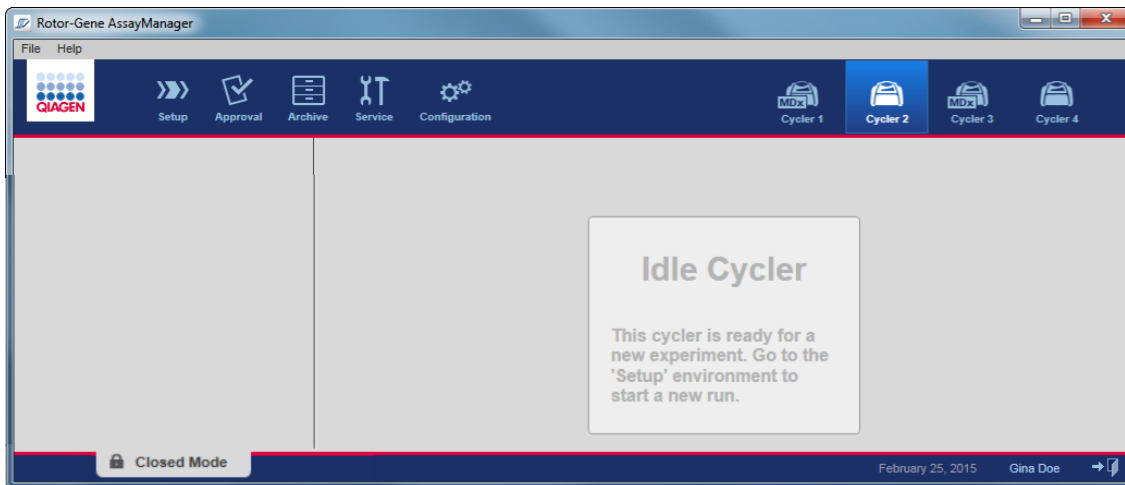 Rotor-Gene AssayManager
File Help
QIAGEN
Setup Approval Archive Service Configuration
MDx MDx
Cycler 1 Cycler 2 Cycler 3 Cycler 4
Idle Cycler
This cycler is ready for a
new experiment. Go to the
'Setup' environment to
start a new run.
Closed Mode
February 25, 2015 Gina Doe